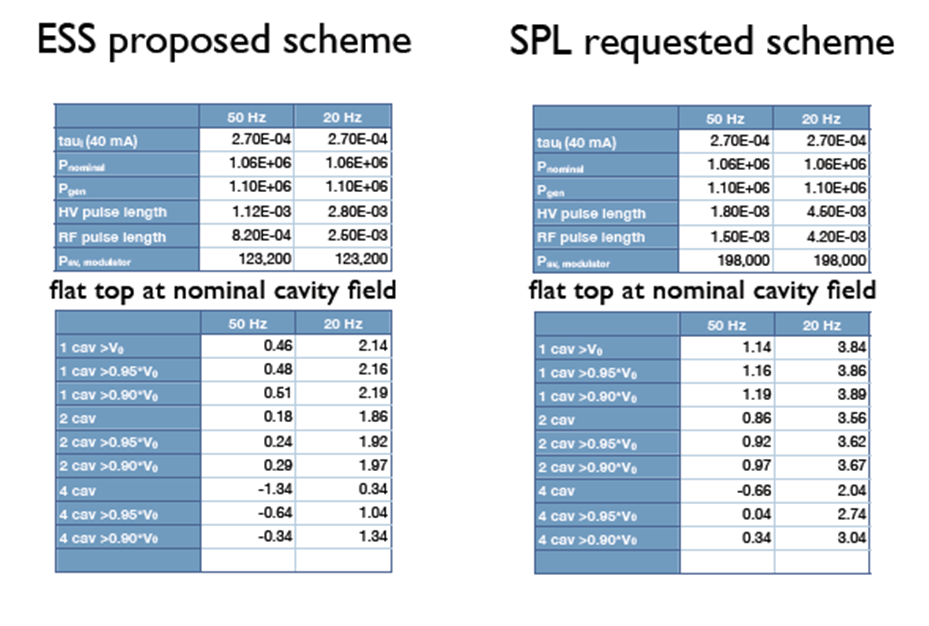 ESS proposed scheme
50 Hz 20 Hz
tauₗ (40 mA) 2.70E-04 2.70E-04
Pnominal 1.06E+06 1.06E+06
Pgen 1.10E+06 1.10E+06
HV pulse length 1.12E-03 2.80E-03
RF pulse length 8.20E-04 2.50E-03
Pav, modulator 123,200 123,200
flat top at nominal cavity field
50 Hz 20 Hz
1 cav >V₀ 0.46 2.14
1 cav >0.95*V₀ 0.48 2.16
1 cav >0.90*V₀ 0.51 2.19
2 cav 0.18 1.86
2 cav >0.95*V₀ 0.24 1.92
2 cav >0.90*V₀ 0.29 1.97
4 cav -1.34 0.34
4 cav >0.95*V₀ -0.64 1.04
4 cav >0.90*V₀ -0.34 1.34
SPL requested scheme
50 Hz 20 Hz
tauₗ (40 mA) 2.70E-04 2.70E-04
Pnominal 1.06E+06 1.06E+06
Pgen 1.10E+06 1.10E+06
HV pulse length 1.80E-03 4.50E-03
RF pulse length 1.50E-03 4.20E-03
Pav, modulator 198,000 198,000
flat top at nominal cavity field
50 Hz 20 Hz
1 cav >V₀ 1.14 3.84
1 cav >0.95*V₀ 1.16 3.86
1 cav >0.90*V₀ 1.19 3.89
2 cav 0.86 3.56
2 cav >0.95*V₀ 0.92 3.62
2 cav >0.90*V₀ 0.97 3.67
4 cav -0.66 2.04
4 cav >0.95*V₀ 0.04 2.74
4 cav >0.90*V₀ 0.34 3.04